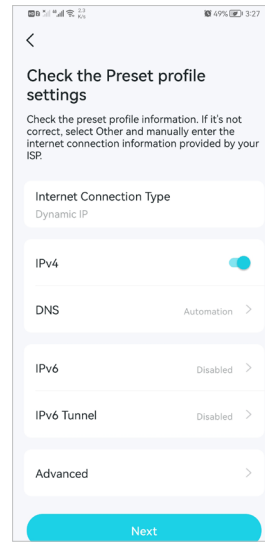 2.3
K/s
49%
3:27
Check the Preset profile
settings
Check the preset profile information. If it's not
correct, select Other and manually enter the
internet connection information provided by your
ISP.
Internet Connection Type
Dynamic IP
IPv4
DNS
Automation
IPv6
Disabled
IPv6 Tunnel
Disabled
Advanced
Next